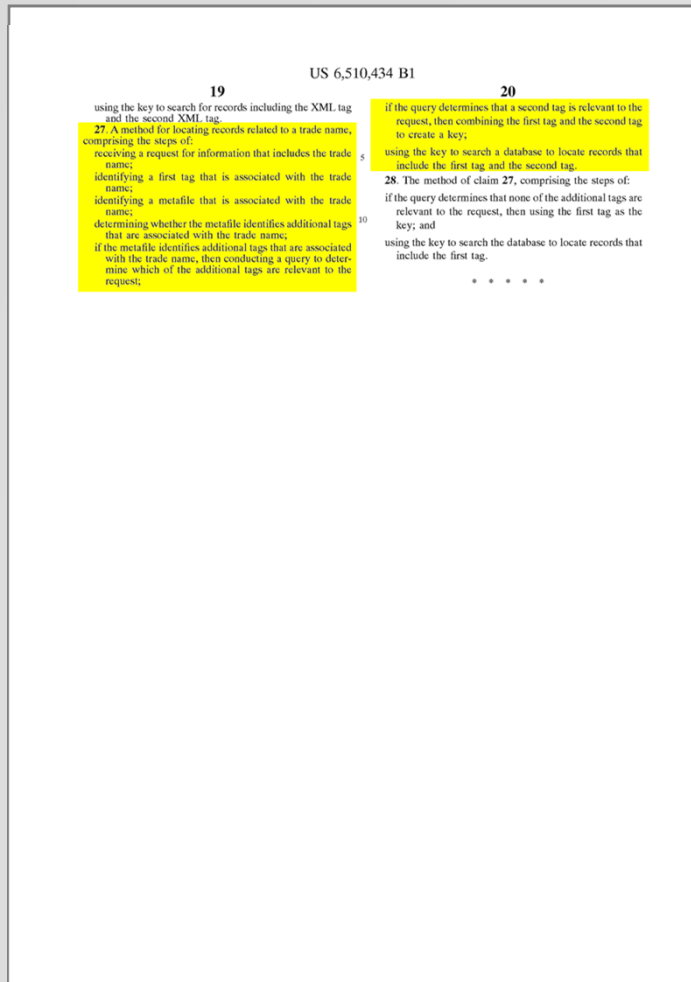 US 6,510,434 B1
19
using the key to search for records including the XML tag
and the second XML tag.
27. A method for locating records related to a trade name,
comprising the steps of:
receiving a request for information that includes the trade
name;
identifying a first tag that is associated with the trade
name;
identifying a metafile that is associated with the trade
name;
determining whether the metafile identifies additional tags
that are associated with the trade name;
if the metafile identifies additional tags that are associated
with the trade name, then conducting a query to deter-
mine which of the additional tags are relevant to the
request;
5
10
20
if the query determines that a second tag is relevant to the
request, then combining the first tag and the second tag
to create a key;
using the key to search a database to locate records that
include the first tag and the second tag.
28. The method of claim 27, comprising the steps of:
if the query determines that none of the additional tags are
relevant to the request, then using the first tag as the
key; and
using the key to search the database to locate records that
include the first tag.
* * * * *